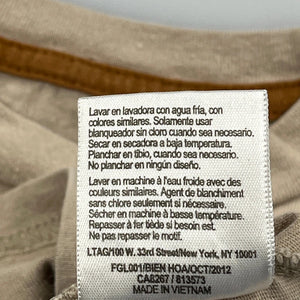 Lavar en lavadora con agua fría, con
colores similares. Solamente usar
blanqueador sin cloro cuando sea necesario.
Secar en secadora a baja temperatura.
Planchar en tibio, cuando sea necesario.
No planchar en ningún diseño.
Laver en machine à l'eau froide avec des
couleurs similaires. Agent de blanchiment
sans chlore seulement si nécessaire.
Sécher en machine à basse température.
Repasser à fer tiède si besoin
Ne pas repasser le motif.
LTAG/100 W. 33rd Street/New York, NY 10001
FGL001/BIEN HOA/OCT/2012
CA8267 / 813573
MADE IN VIETNAM